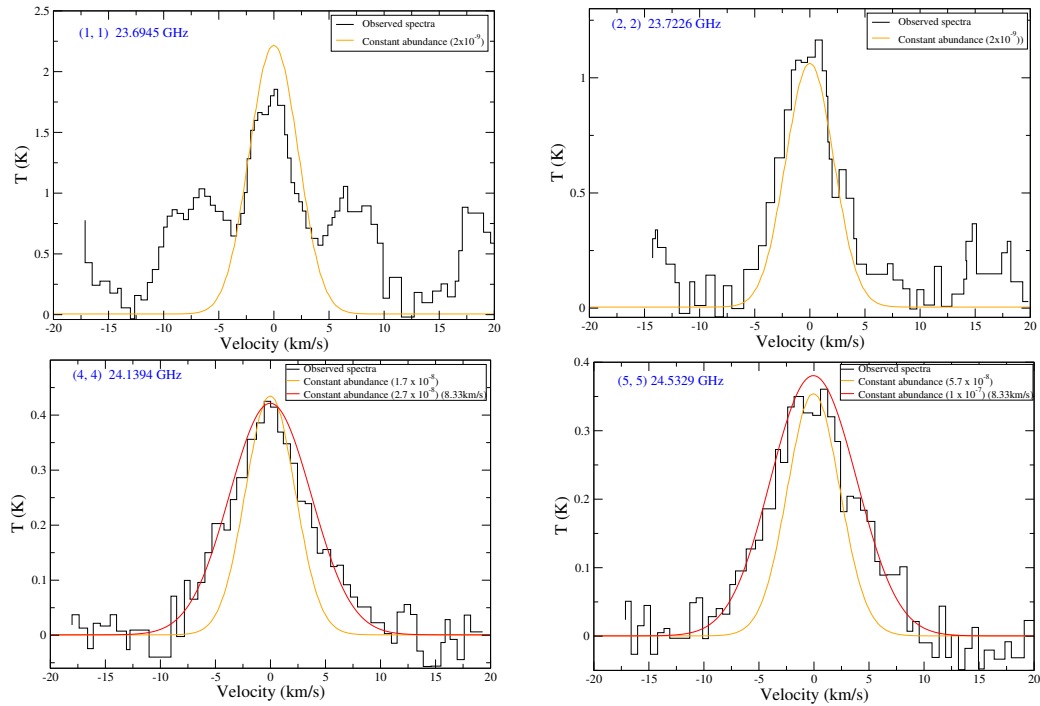 (1, 1) 23.6945 GHz
Observed spectra
Constant abundance (2x10⁻⁹)
2.5
2
1.5
1
0.5
0
T (K)
-20 -15 -10 -5 0 5 10 15 20
Velocity (km/s)
(2, 2) 23.7226 GHz
Observed spectra
Constant abundance (2x10⁻⁹))
1
0.5
0
T (K)
-20 -15 -10 -5 0 5 10 15 20
Velocity (km/s)
(4, 4) 24.1394 GHz
Observed spectra
Constant abundance (1.7 x 10⁻⁸)
Constant abundance (2.7 x 10⁻⁸) (8.33km/s)
0.5
0.4
0.3
0.2
0.1
0
T (K)
-20 -15 -10 -5 0 5 10 15 20
Velocity (km/s)
(5, 5) 24.5329 GHz
Observed spectra
Constant abundance (5.7 x 10⁻⁸)
Constant abundance (1 x 10⁻⁷) (8.33km/s)
0.4
0.3
0.2
0.1
0
T (K)
-20 -15 -10 -5 0 5 10 15 20
Velocity (km/s)